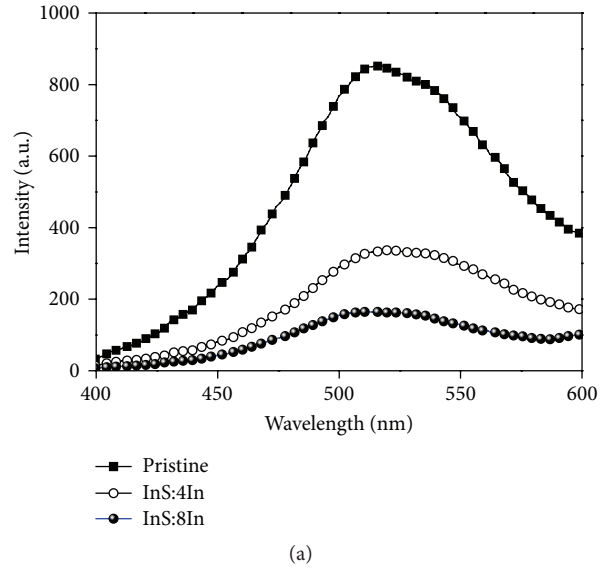 1000
800
600
400
200
0
Intensity (a.u.)
400 450 500 550 600
Wavelength (nm)
Pristine
InS:4In
InS:8In
(a)